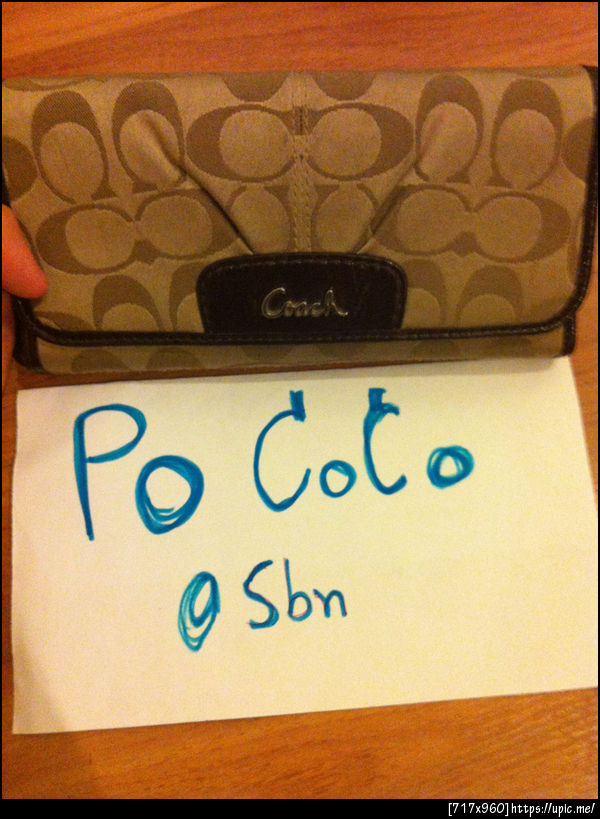 Coach
Po CoCo
@ Sbn
[717x960]https://upic.me/